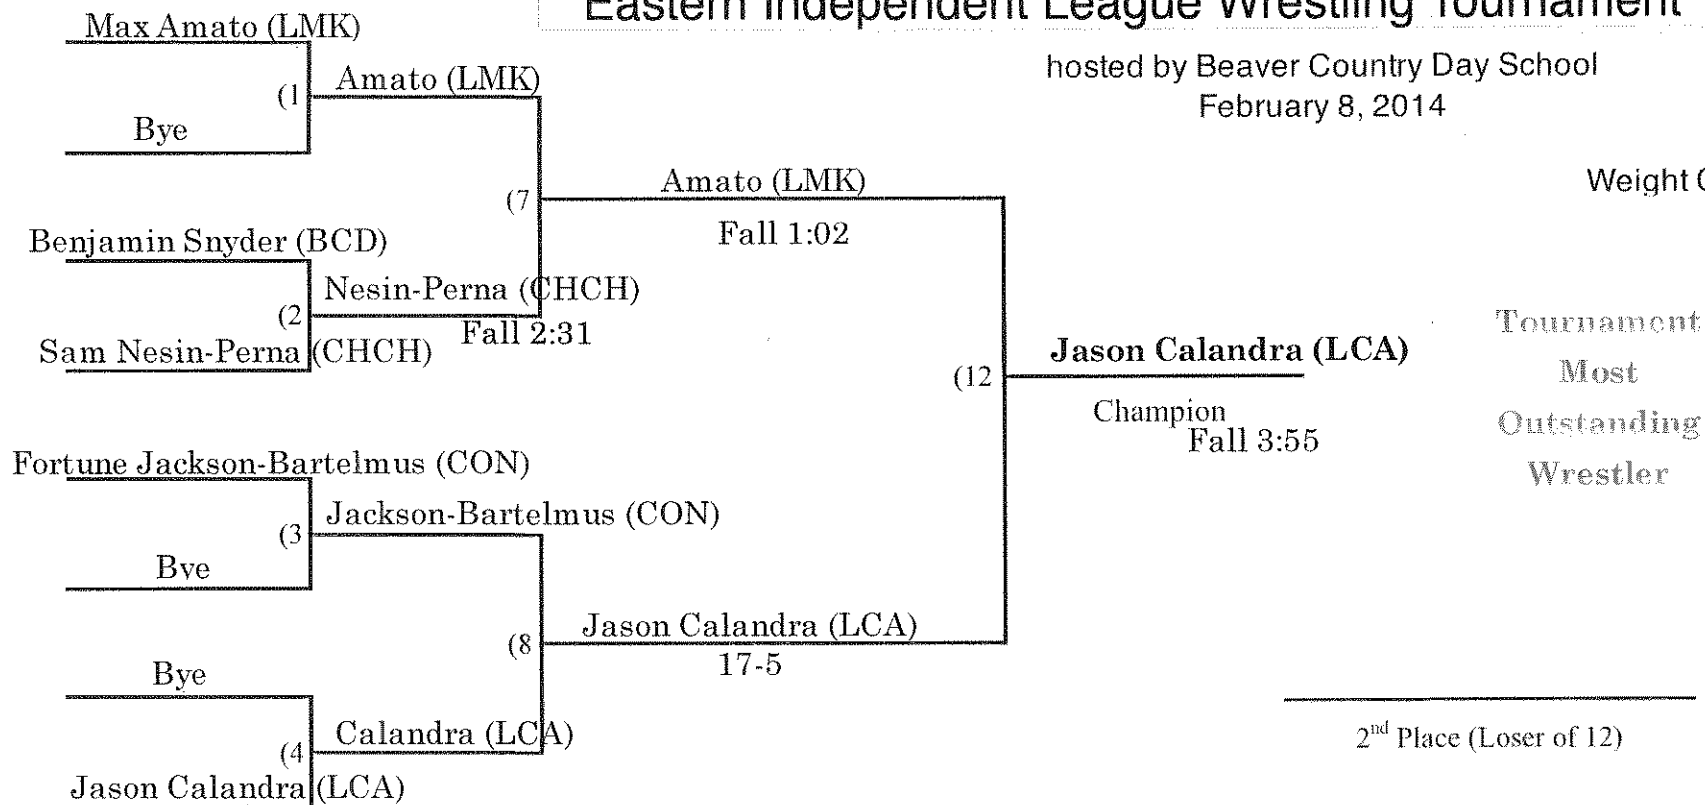 Eastern Independent League Wrestling Tournament
hosted by Beaver Country Day School
February 8, 2014
Weight
Max Amato (LMK)
(1
Amato (LMK)
Bye
(7
Amato (LMK)
Fall 1:02
Benjamin Snyder (BCD)
(2
Nesin-Perna (CHCH)
Fall 2:31
Sam Nesin-Perna (CHCH)
(12
Jason Calandra (LCA)
Champion
Fall 3:55
Tournament
Most
Outstanding
Wrestler
Fortune Jackson-Bartelmus (CON)
(3
Jackson-Bartelmus (CON)
Bye
(8
Jason Calandra (LCA)
17-5
Bye
(4
Calandra (LCA)
Jason Calandra (LCA)
2nd Place (Loser of 12)